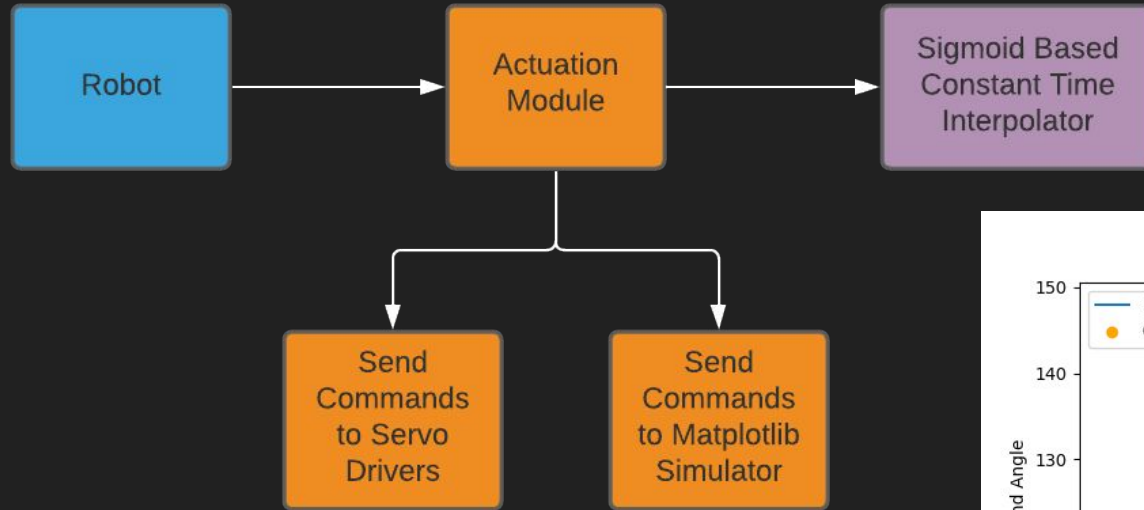 Robot
Actuation
Module
Sigmoid Based
Constant Time
Interpolator
Send
Commands
to Servo
Drivers
Send
Commands
to Matplotlib
Simulator
150
140
130
Angle